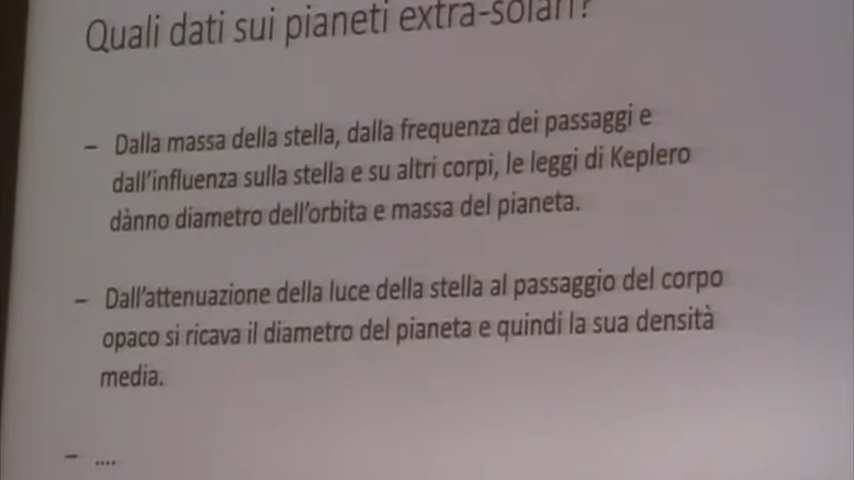 Quali dati sui pianeti extra-solari?
– Dalla massa della stella, dalla frequenza dei passaggi e
dall'influenza sulla stella e su altri corpi, le leggi di Keplero
dànno diametro dell'orbita e massa del pianeta.
– Dall'attenuazione della luce della stella al passaggio del corpo
opaco si ricava il diametro del pianeta e quindi la sua densità
media.
– ....